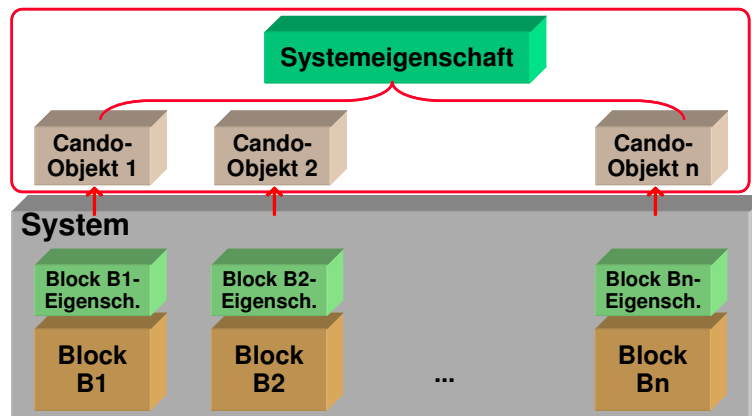 Systemeigenschaft
Cando-
Objekt 1
Cando-
Objekt 2
Cando-
Objekt n
System
Block B1-
Eigensch.
Block B2-
Eigensch.
Block Bn-
Eigensch.
Block
B1
Block
B2
...
Block
Bn